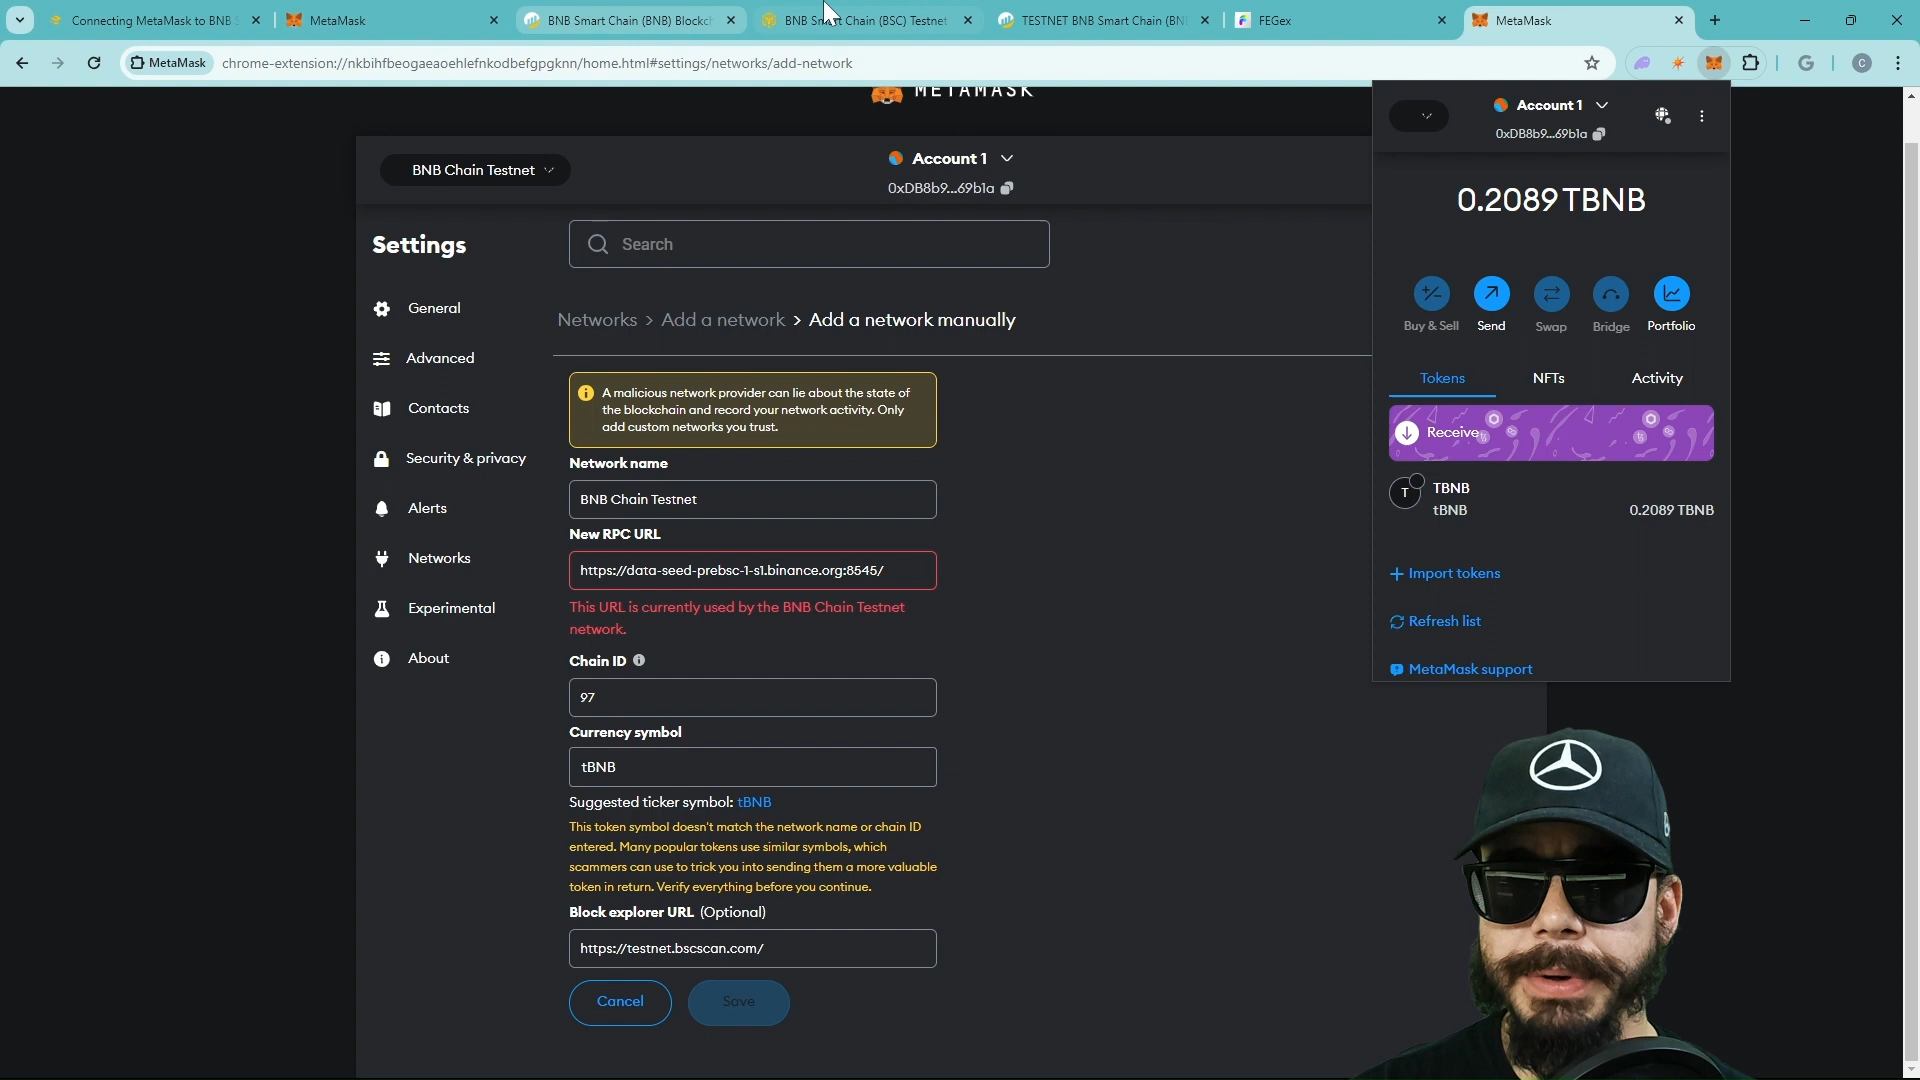 Connecting MetaMask to BNB S
MetaMask
BNB Smart Chain (BNB) Blockch
BNB Smart Chain (BSC) Testnet
TESTNET BNB Smart Chain (BN
FEGex
MetaMask
MetaMask
chrome-extension://nkbihfbeogaeaoehlefnkodbefgpgknn/home.html#settings/networks/add-network
G
C
METAMASK
BNB Chain Testnet
Account 1
0xDB8b9...69b1a
Settings
Search
General
Advanced
Contacts
Security & privacy
Alerts
Networks
Experimental
About
Networks > Add a network > Add a network manually
A malicious network provider can lie about the state of
the blockchain and record your network activity. Only
add custom networks you trust.
Network name
BNB Chain Testnet
New RPC URL
https://data-seed-prebsc-1-s1.binance.org:8545/
This URL is currently used by the BNB Chain Testnet
network.
Chain ID
97
Currency symbol
tBNB
Suggested ticker symbol: tBNB
This token symbol doesn't match the network name or chain ID
entered. Many popular tokens use similar symbols, which
scammers can use to trick you into sending them a more valuable
token in return. Verify everything before you continue.
Block explorer URL (Optional)
https://testnet.bscscan.com/
Cancel
Save
Account 1
0xDB8b9...69b1a
0.2089 TBNB
Buy & Sell
Send
Swap
Bridge
Portfolio
Tokens
NFTs
Activity
Receive
T
TBNB
tBNB
0.2089 TBNB
+ Import tokens
Refresh list
MetaMask support